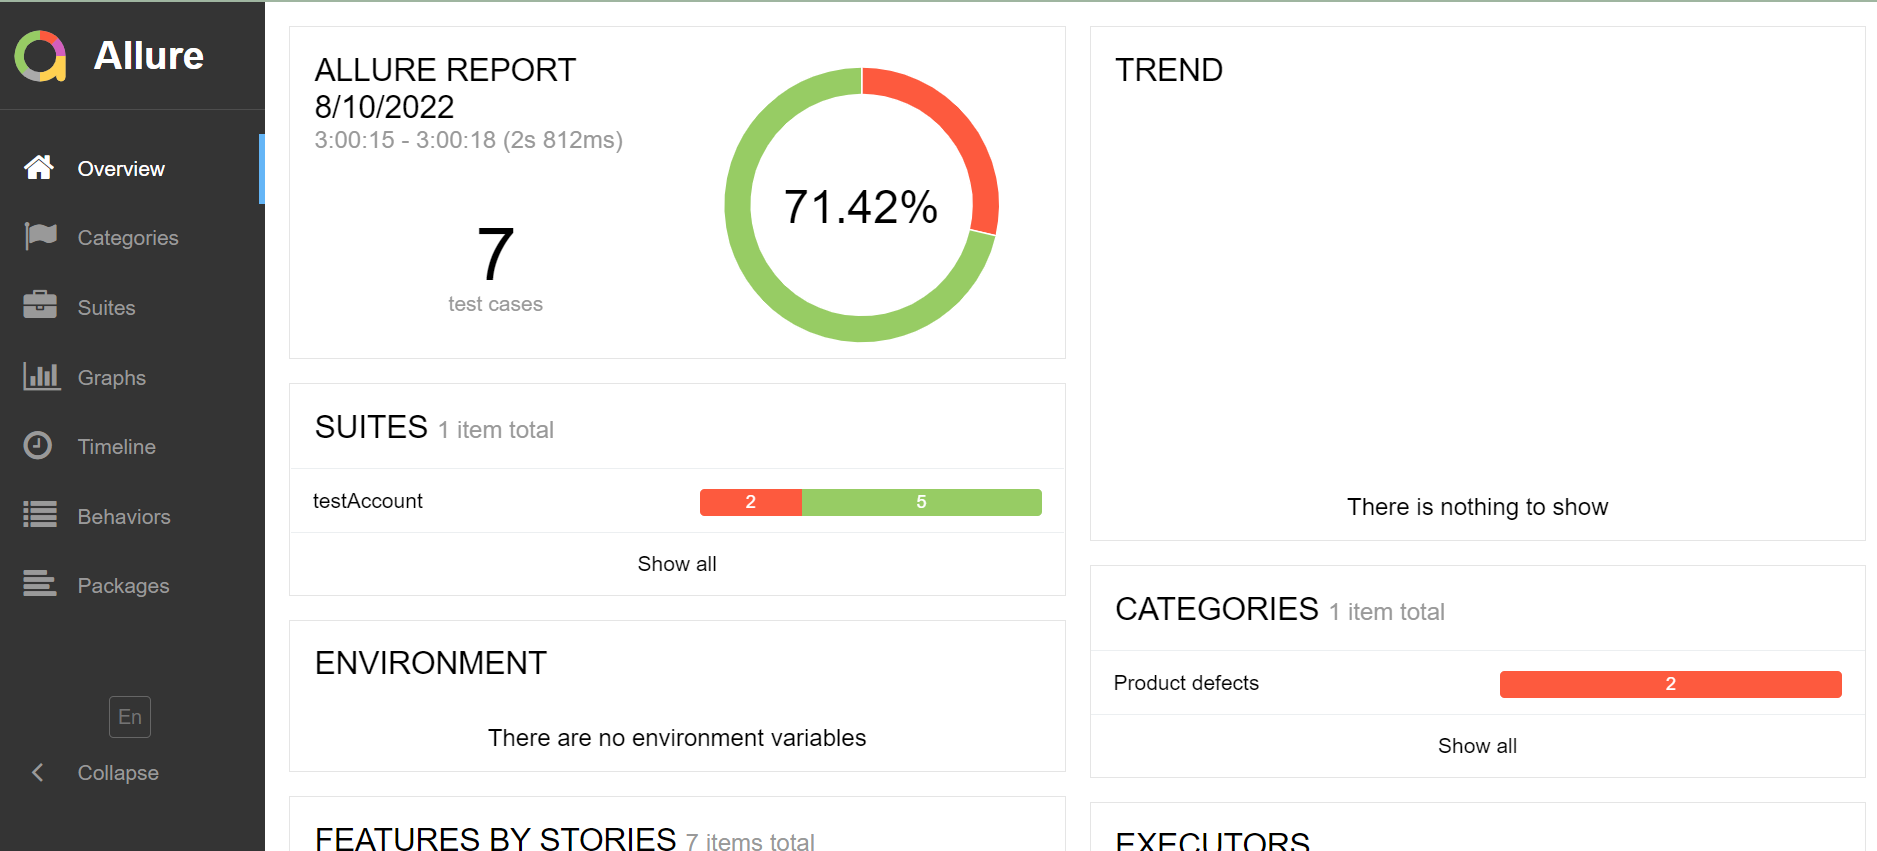 Allure
Overview
Categories
Suites
Graphs
Timeline
Behaviors
Packages
En
Collapse
ALLURE REPORT
8/10/2022
3:00:15 - 3:00:18 (2s 812ms)
7
test cases
71.42%
SUITES 1 item total
testAccount 2 5
Show all
ENVIRONMENT
There are no environment variables
FEATURES BY STORIES 7 items total
TREND
There is nothing to show
CATEGORIES 1 item total
Product defects 2
Show all
EXECUTORS